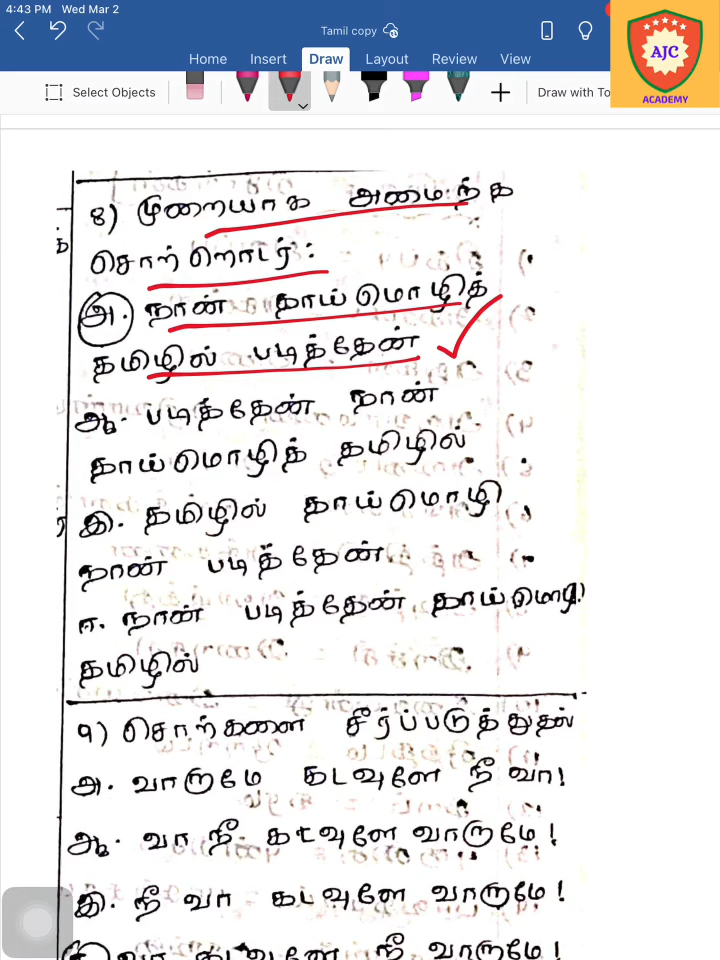 4:43 PM Wed Mar 2
Tamil copy
Home Insert Draw Layout Review View
Select Objects
Draw with To
AJC
ACADEMY
8) முறையாக அமைந்த
சொற்றொடர்:
அ. நான் தாய்மொழித்
தமிழில் படித்தேன்
ஆ. படித்தேன் நான்
தாய்மொழித் தமிழில்
இ. தமிழில் தாய்மொழி
நான் படித்தேன்
ஈ. நான் படித்தேன் தாய்மொழி
தமிழில்
9) சொற்களை சீர்ப்படுத்துதல்
அ. வாருமே கடவுளே நீ வா!
ஆ. வா நீ கடவுளே வாருமே!
இ. நீ வா கடவுளே வாருமே!
வா கடவுளே நீ வாருமே!